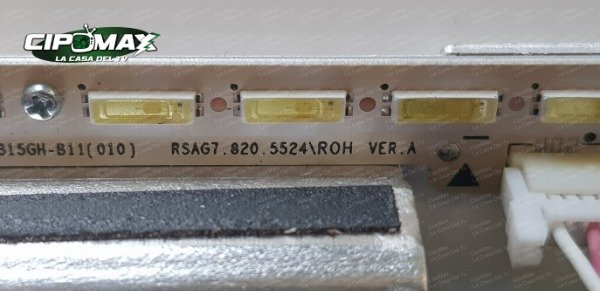 CIPOMAX
LA CASA DEL TV
B15GH-B11(010) RSAG7.820.5524\ROH VER.A